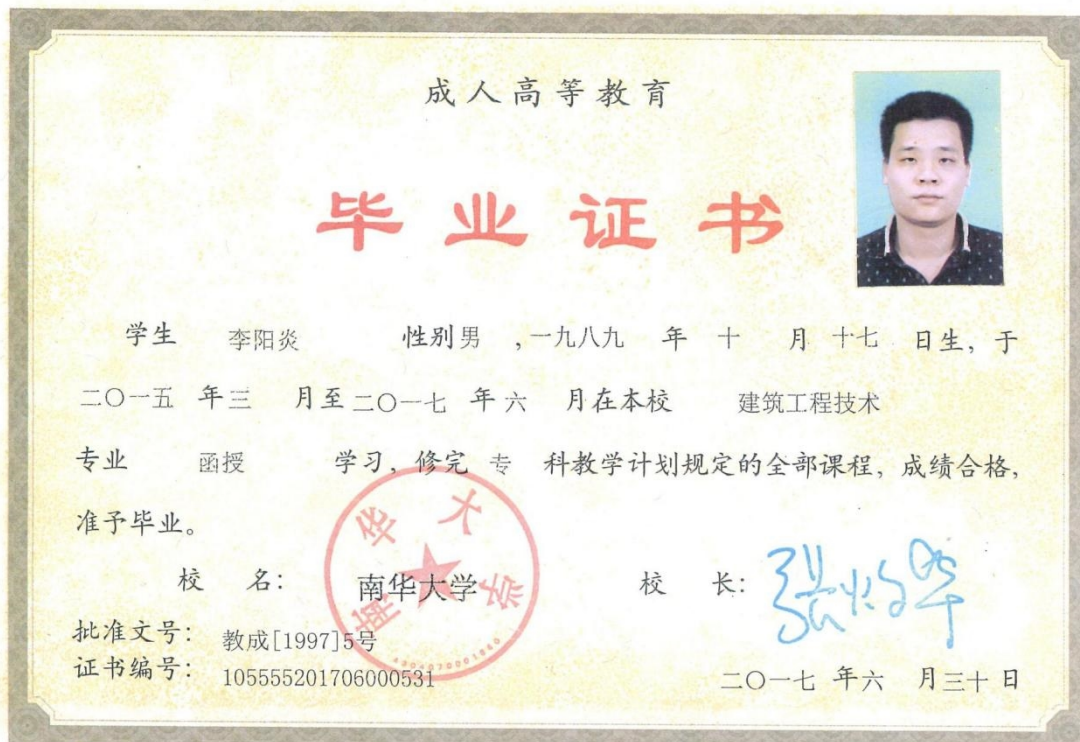 成人高等教育
毕业证书
学生 李阳炎 性别男 ,一九八九 年 十 月 十七 日生, 于
二〇一五 年三 月至二〇一七 年六 月在本校 建筑工程技术
专业 函授 学习, 修完 专 科教学计划规定的全部课程, 成绩合格,
准予毕业。
南华大学
校 名: 南华大学 校 长:
批准文号: 教成[1997]5号
证书编号: 105555201706000531
二〇一七 年六 月三十日